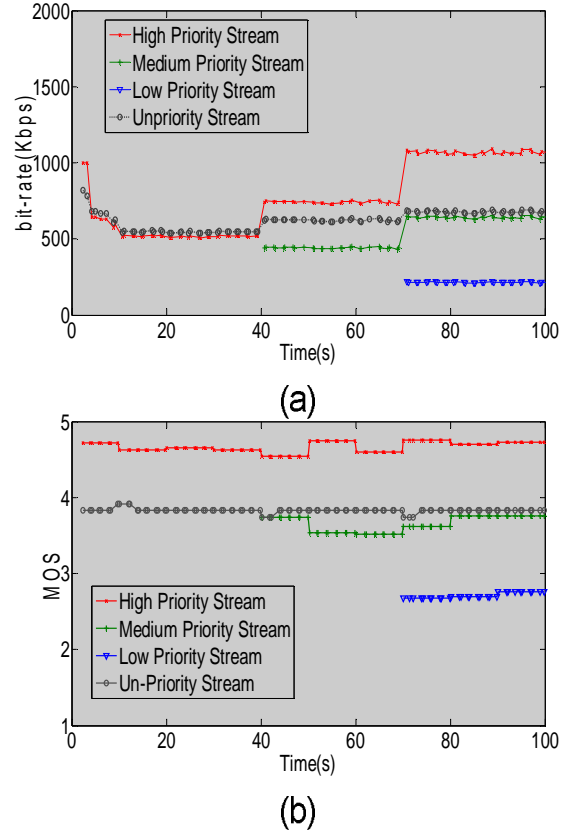 2000
1500
1000
500
0
bit-rate,(Kbps)
High Priority Stream
Medium Priority Stream
Low Priority Stream
Unpriority Stream
0 20 40 60 80 100
Time(s)
(a)
5
4
3
2
1
MOS
High Priority Stream
Medium Priority Stream
Low Priority Stream
Un-Priority Stream
0 20 40 60 80 100
Time(s)
(b)